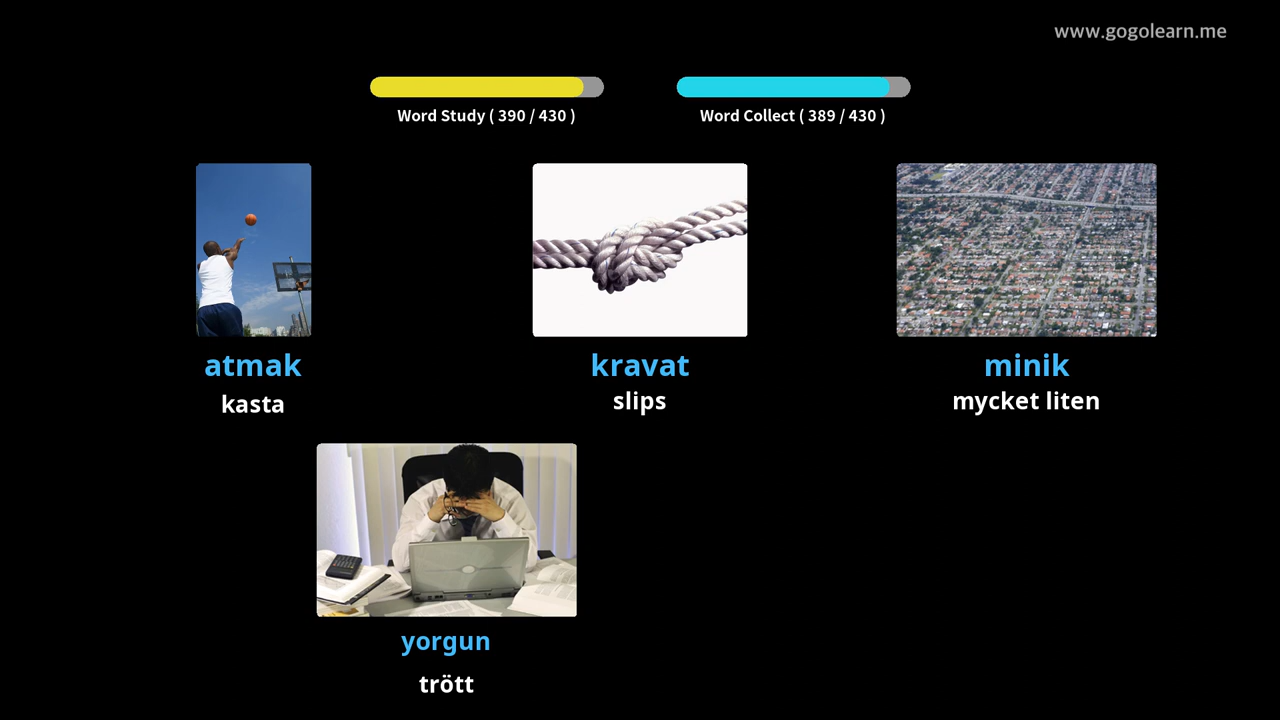 www.gogolearn.me
Word Study ( 390 / 430 )
Word Collect ( 389 / 430 )
atmak
kasta
kravat
slips
minik
mycket liten
yorgun
trött